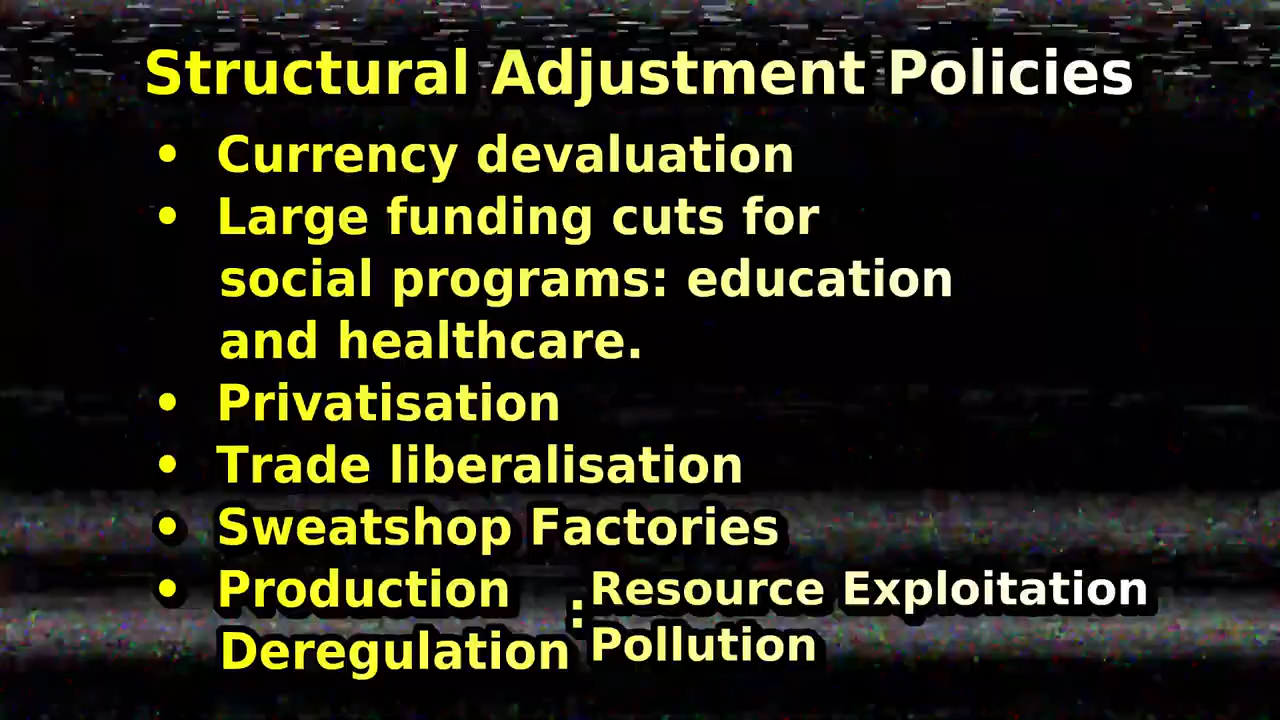 Structural Adjustment Policies
• Currency devaluation
• Large funding cuts for
social programs: education
and healthcare.
• Privatisation
• Trade liberalisation
• Sweatshop Factories
• Production
Deregulation
: Resource Exploitation
Pollution